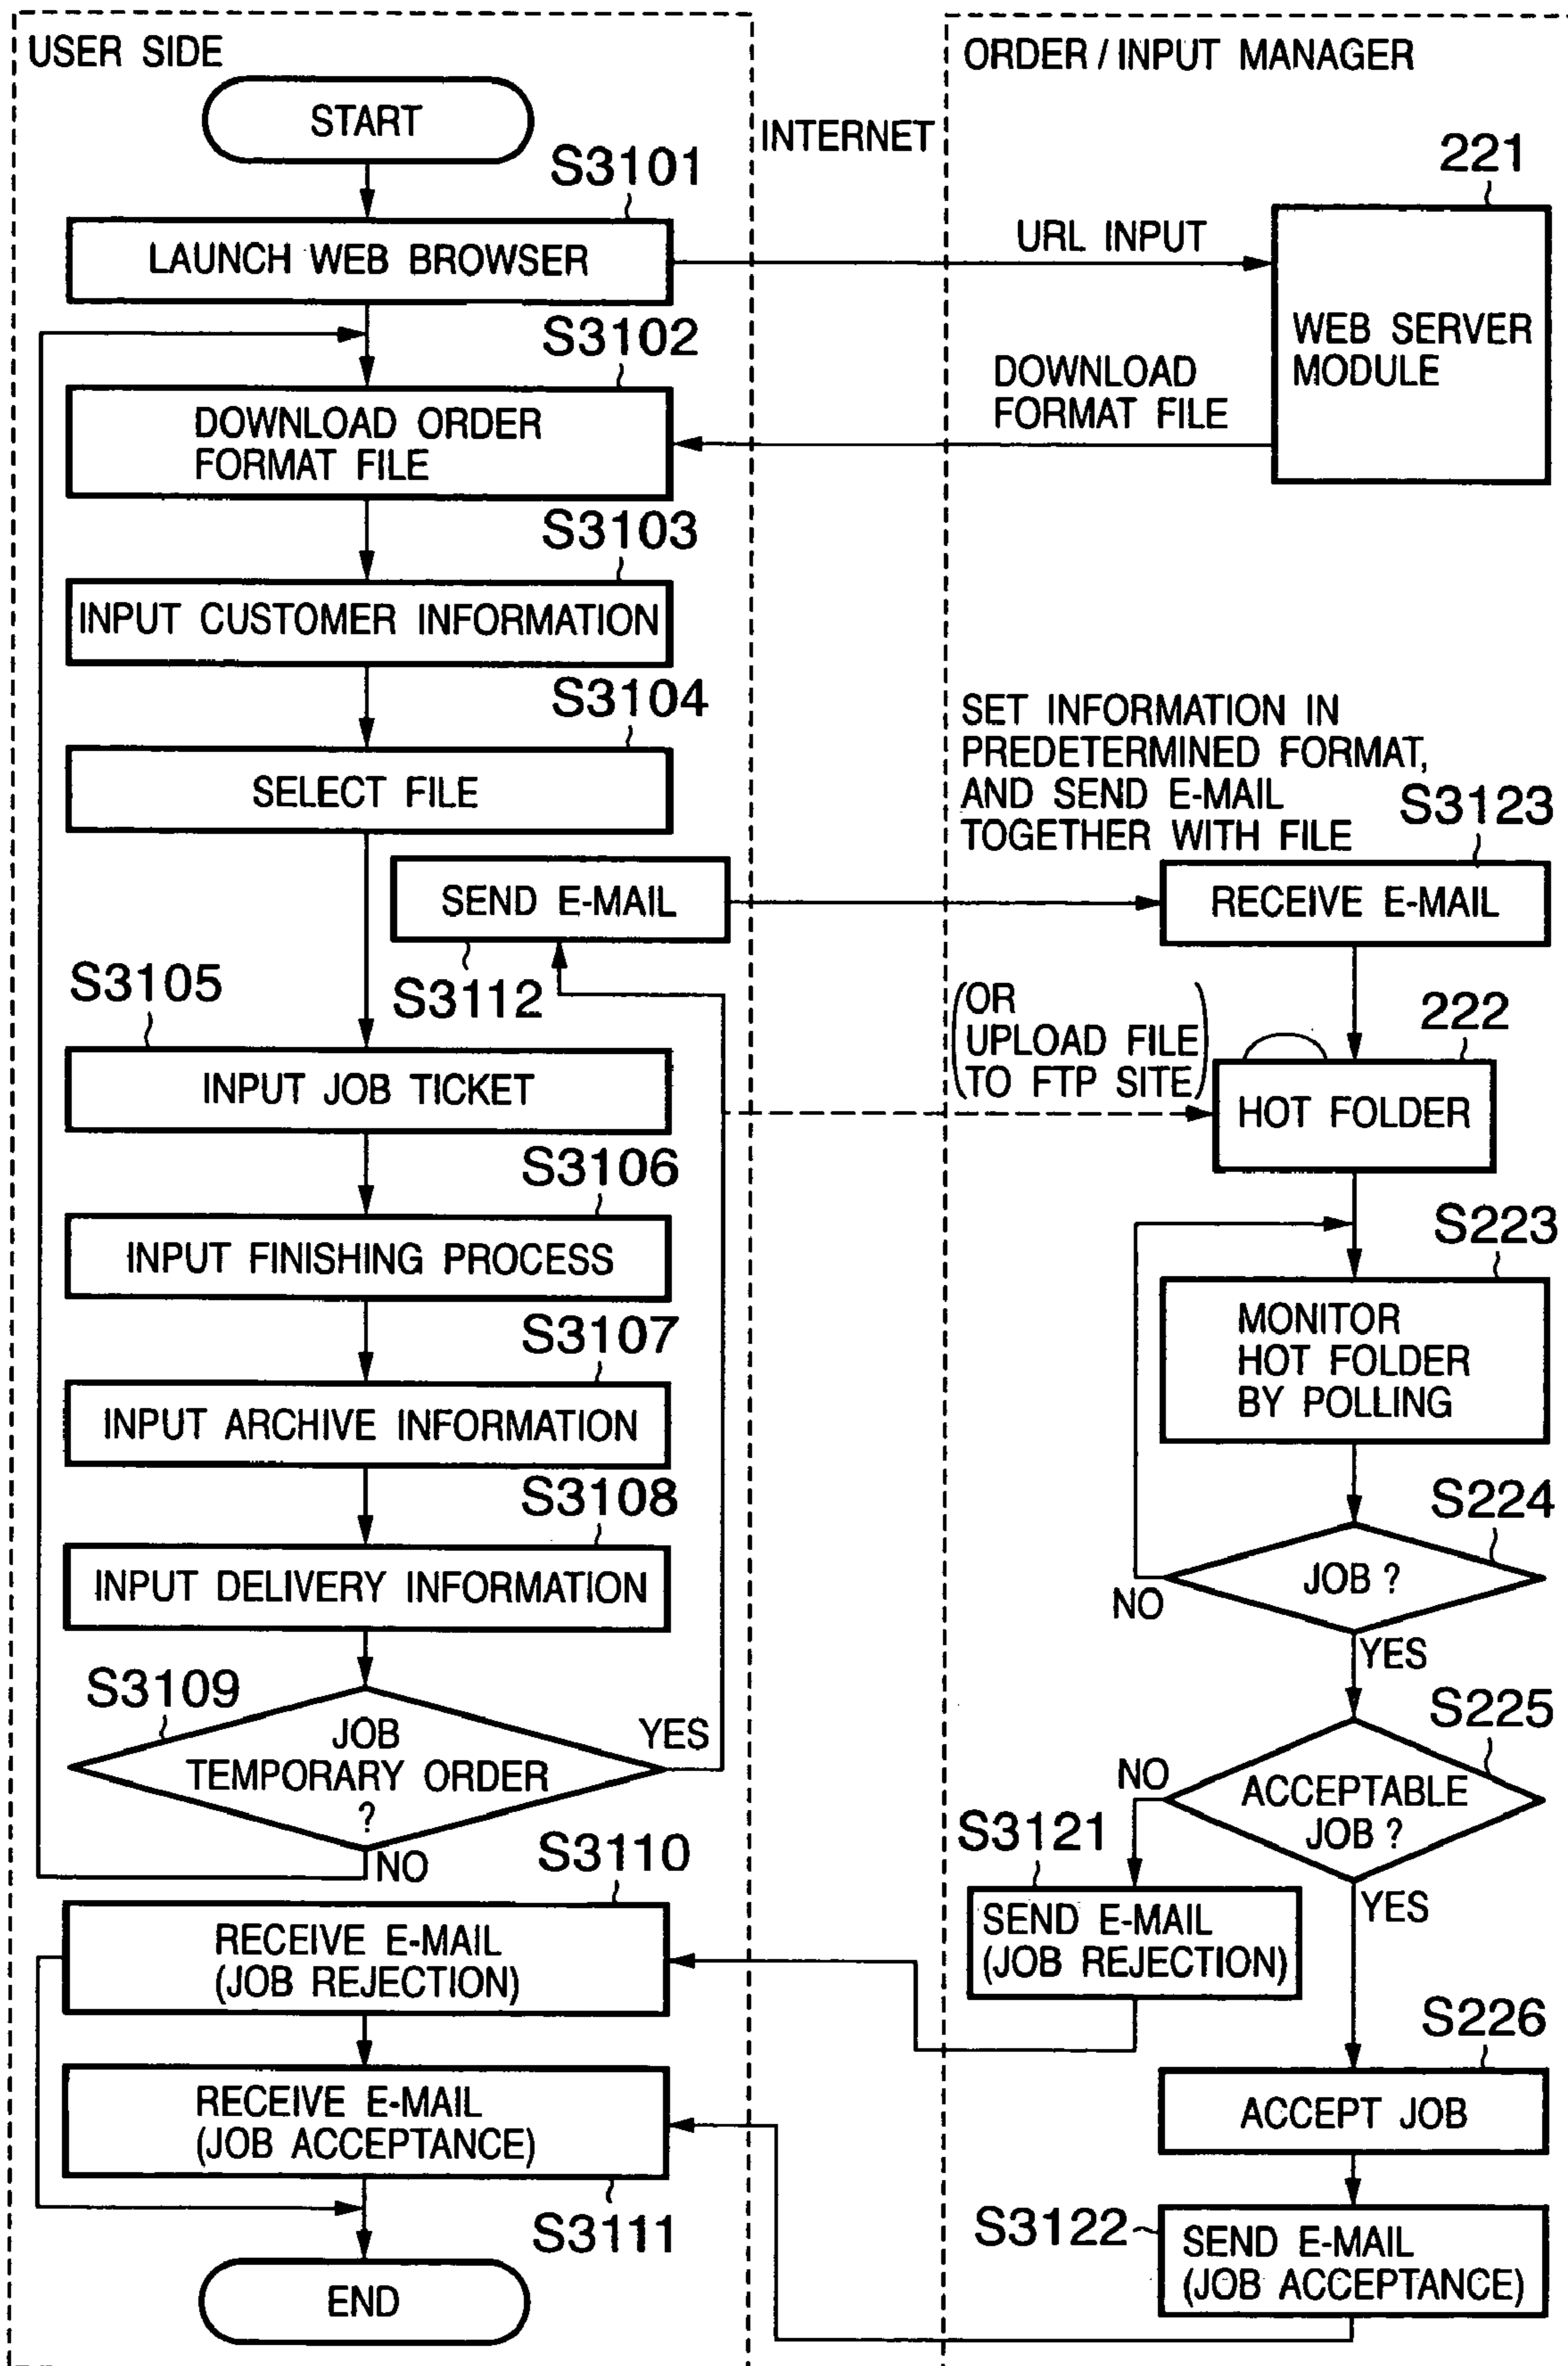 USER SIDE
START
S3101
LAUNCH WEB BROWSER
S3102
DOWNLOAD ORDER
FORMAT FILE
S3103
INPUT CUSTOMER INFORMATION
S3104
SELECT FILE
SEND E-MAIL
S3112
S3105
INPUT JOB TICKET
S3106
INPUT FINISHING PROCESS
S3107
INPUT ARCHIVE INFORMATION
S3108
INPUT DELIVERY INFORMATION
S3109
JOB
TEMPORARY ORDER
?
YES
NO
S3110
RECEIVE E-MAIL
(JOB REJECTION)
RECEIVE E-MAIL
(JOB ACCEPTANCE)
S3111
END
INTERNET
ORDER / INPUT MANAGER
221
URL INPUT
WEB SERVER
MODULE
DOWNLOAD
FORMAT FILE
SET INFORMATION IN
PREDETERMINED FORMAT,
AND SEND E-MAIL
TOGETHER WITH FILE
S3123
RECEIVE E-MAIL
(OR
UPLOAD FILE
TO FTP SITE)
222
HOT FOLDER
S223
MONITOR
HOT FOLDER
BY POLLING
S224
JOB ?
NO
YES
S225
ACCEPTABLE
JOB ?
NO
YES
S3121
SEND E-MAIL
(JOB REJECTION)
S226
ACCEPT JOB
S3122
SEND E-MAIL
(JOB ACCEPTANCE)